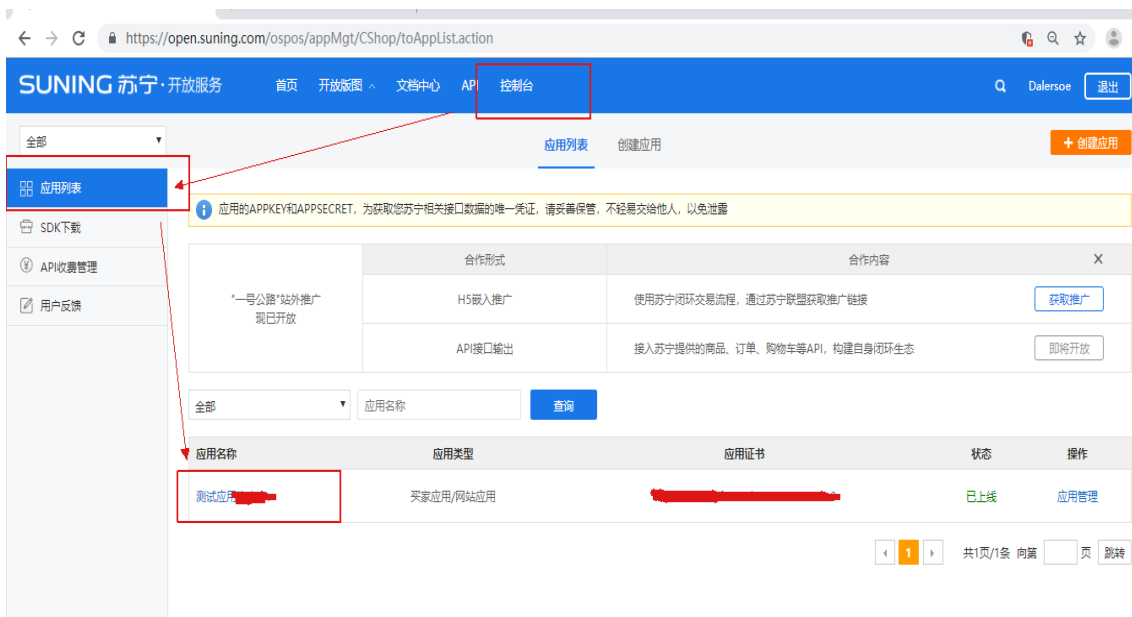 https://open.suning.com/ospos/appMgt/CShop/toAppList.action
SUNING 苏宁·开放服务 首页 开放版图 文档中心 API 控制台 Dalersoe 退出
全部 应用列表 创建应用 + 创建应用
应用列表
应用的APPKEY和APPSECRET，为获取您苏宁相关接口数据的唯一凭证，请妥善保管，不轻易交给他人，以免泄露
SDK下载
API收费管理
用户反馈
合作形式 合作内容 X
"一号公路"站外推广
现已开放
H5嵌入推广 使用苏宁闭环交易流程，通过苏宁联盟获取推广链接 获取推广
API接口输出 接入苏宁提供的商品、订单、购物车等API，构建自身闭环生态 即将开放
全部 应用名称 查询
应用名称 应用类型 应用证书 状态 操作
测试应用 买家应用/网站应用 已上线 应用管理
1 共1页/1条 向第 页 跳转